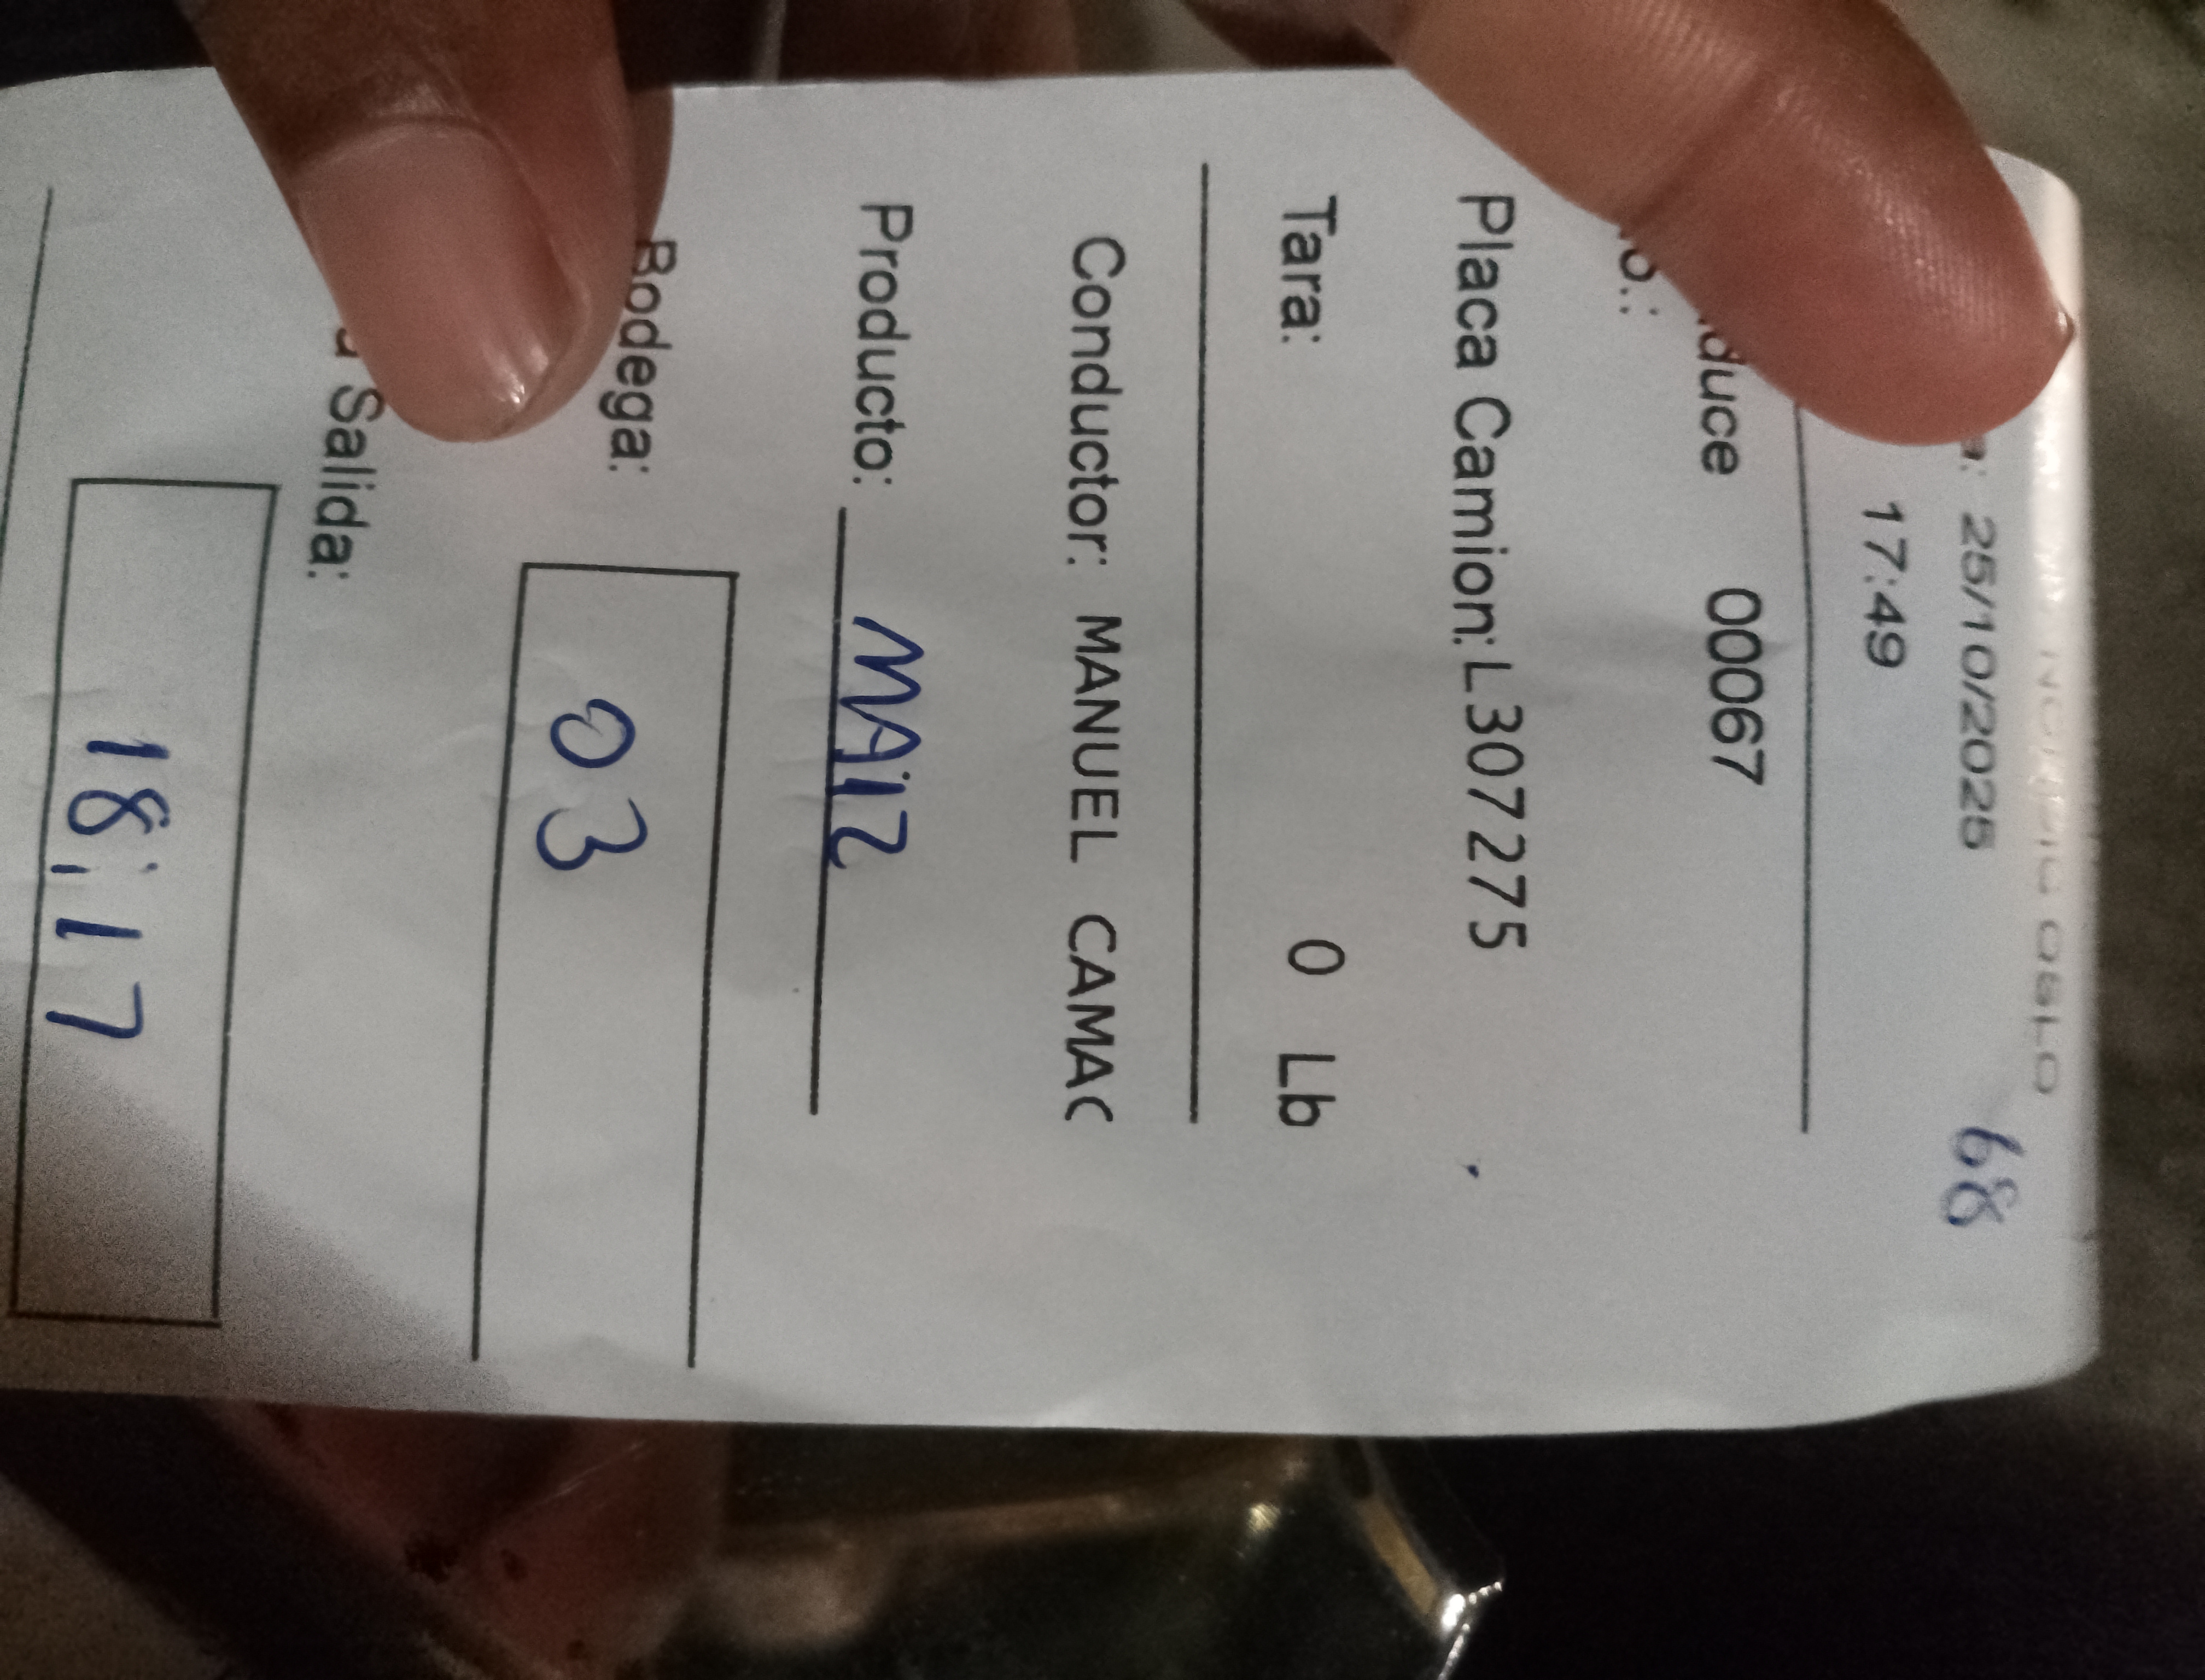 68
25/10/2025
17:49
duce 00067
o.:
Placa Camion: L307275
Tara: 0 Lb
Conductor: MANUEL CAMAC
Producto: MAiz
Bodega: 03
Salida:
18:17